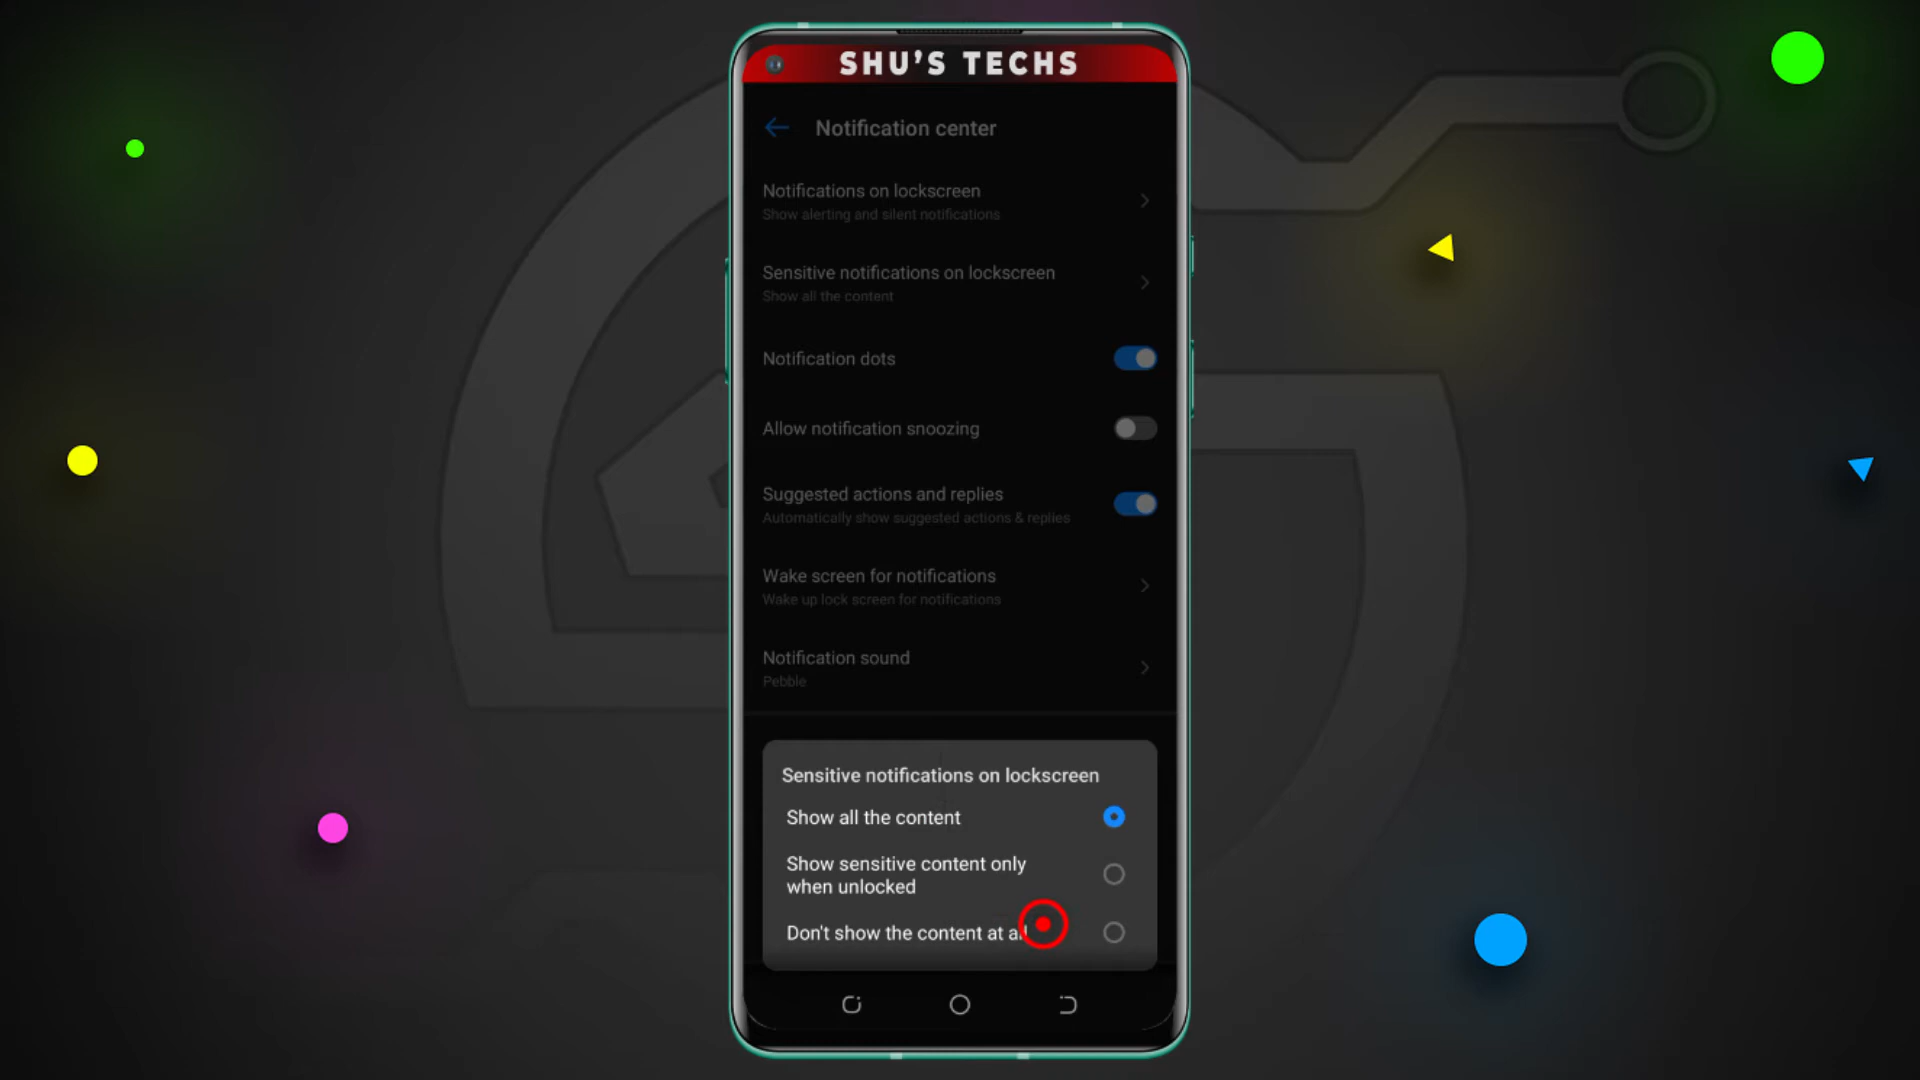 SHU'S TECHS
Notification center
Notifications on lockscreen
Show alerting and silent notifications
Sensitive notifications on lockscreen
Show all the content
Notification dots
Allow notification snoozing
Suggested actions and replies
Automatically show suggested actions & replies
Wake screen for notifications
Wake up lock screen for notifications
Notification sound
Pebble
Sensitive notifications on lockscreen
Show all the content
Show sensitive content only
when unlocked
Don't show the content at all